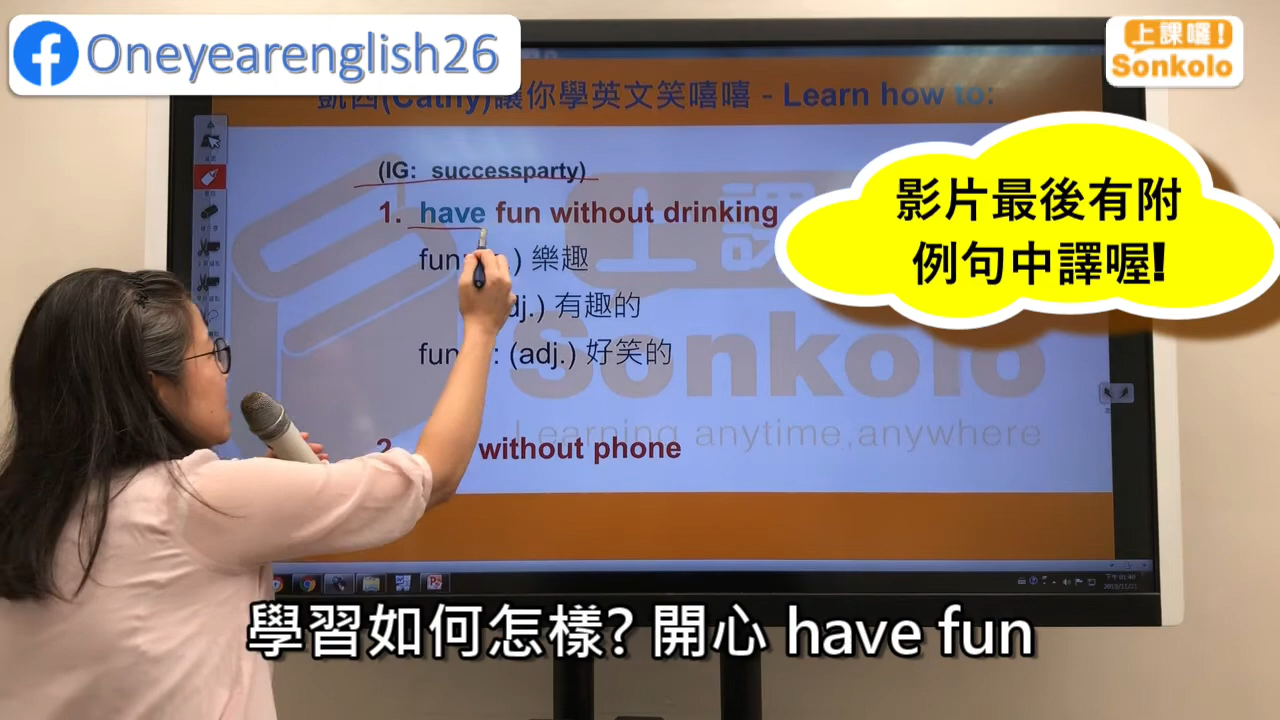 Oneyearenglish26
上課囉!
Sonkolo
凱西(Cathy)讓你學英文笑嘻嘻 - Learn how to:
(IG: successparty)
影片最後有附
例句中譯喔!
1. have fun without drinking
樂趣
有趣的
(adj.) 好笑的
Sonkolo
Learning anytime,anywhere
2. without phone
學習如何怎樣? 開心 have fun